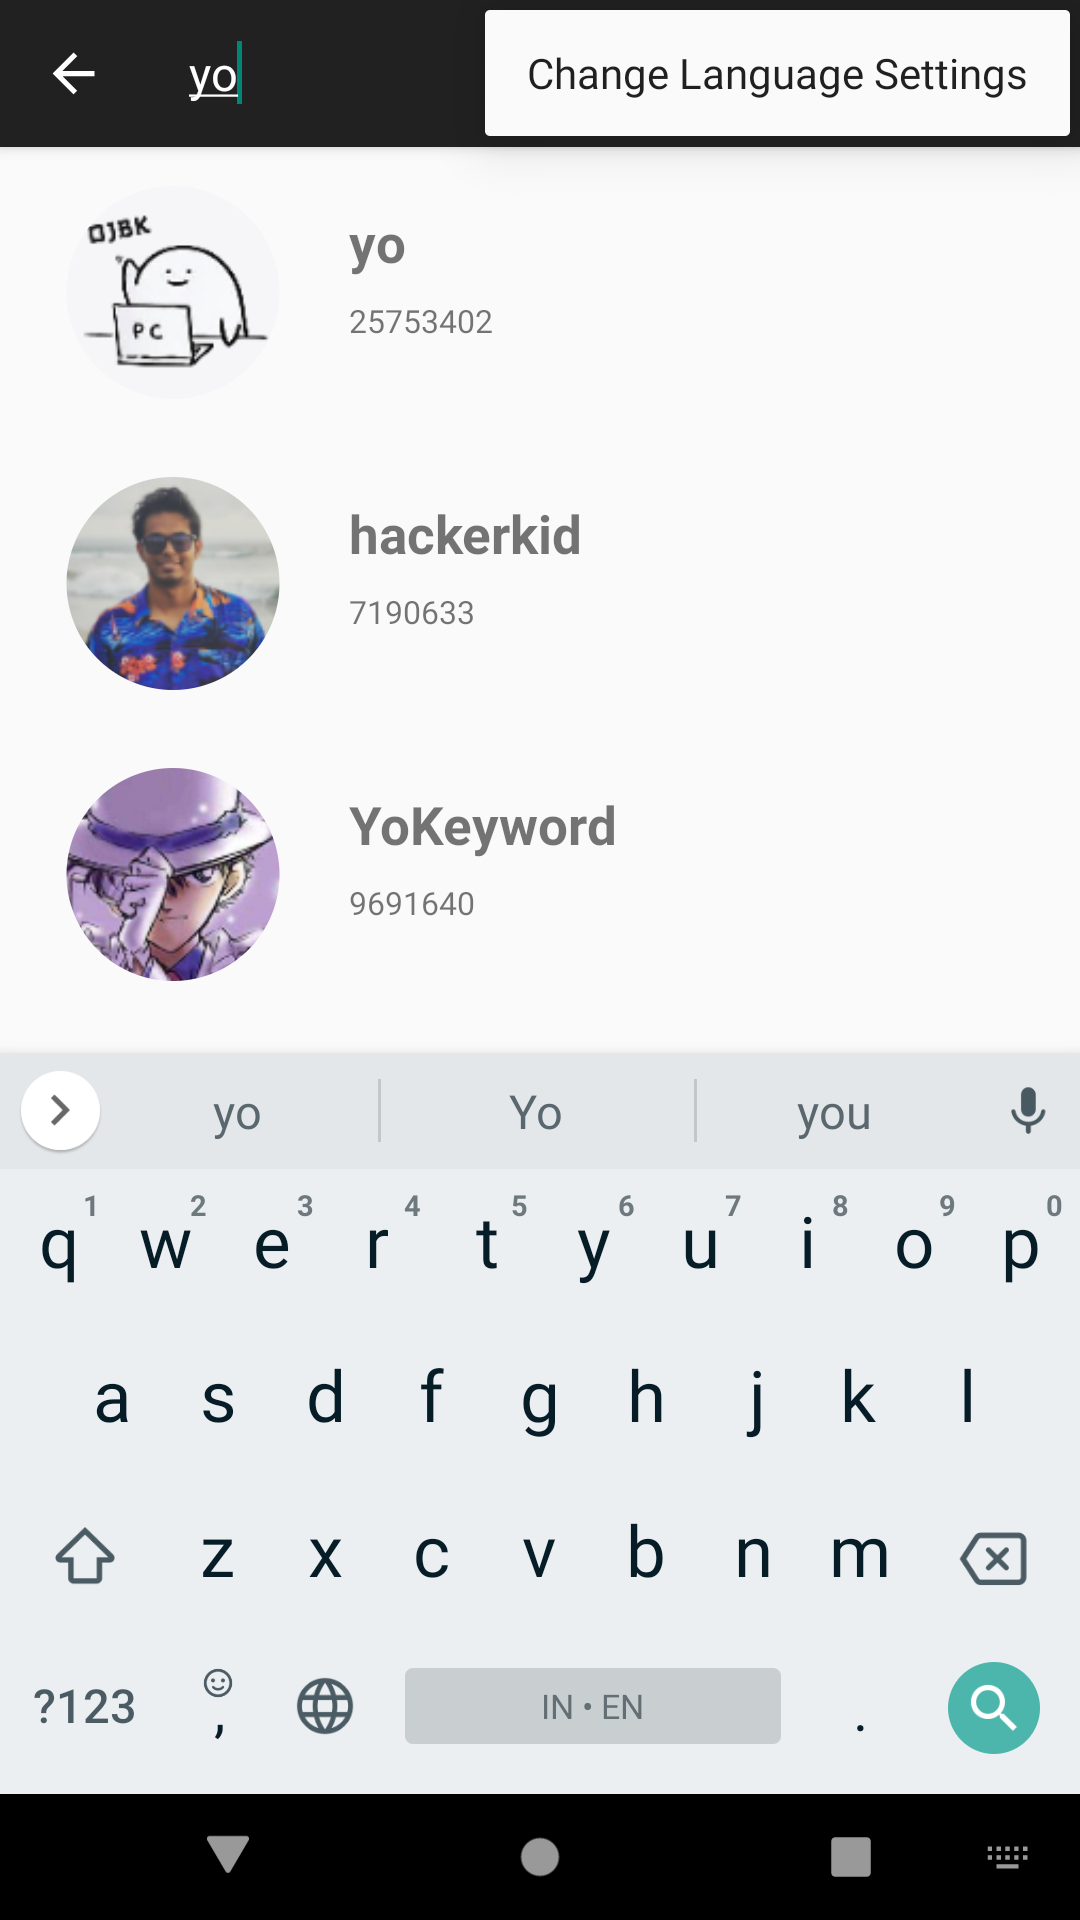 yo
Change Language Settings
OJBK
PC
yo
25753402
hackerkid
7190633
YoKeyword
9691640
yo Yo you
1 2 3 4 5 6 7 8 9 0
q w e r t y u i o p
a s d f g h j k l
z x c v b n m
?123 , IN • EN .